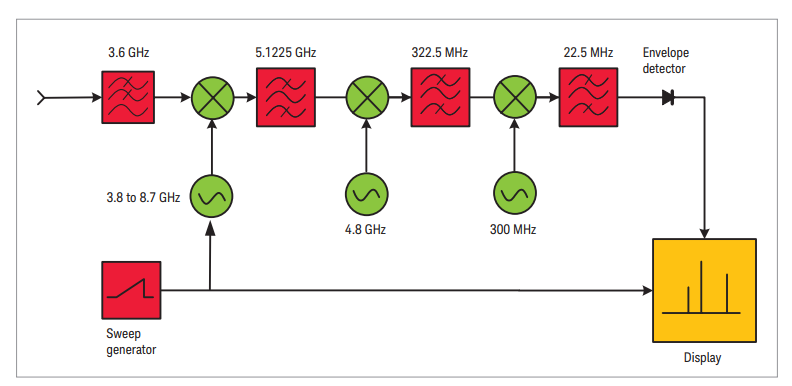 3.6 GHz
5.1225 GHz
322.5 MHz
22.5 MHz
Envelope
detector
3.8 to 8.7 GHz
4.8 GHz
300 MHz
Sweep
generator
Display